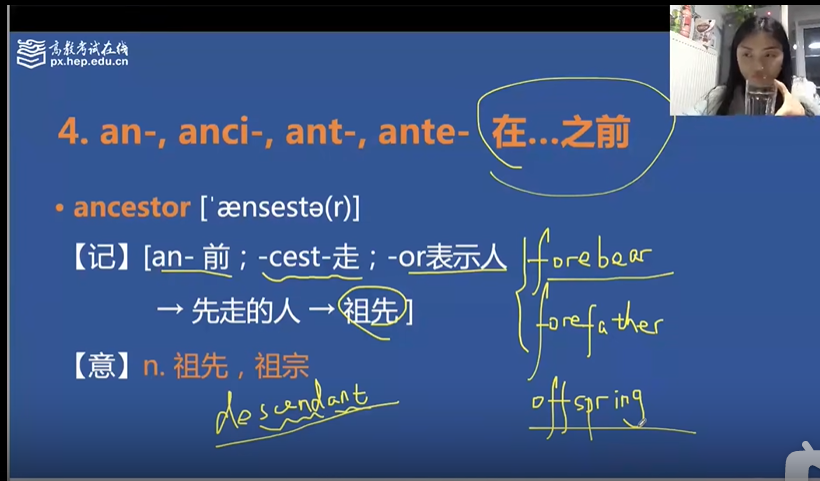 高教考试在线
px.hep.edu.cn
4. an-, anci-, ant-, ante- 在…之前
• ancestor [ˈænsestə(r)]
【记】[an- 前；-cest-走；-or表示人
forebear
→ 先走的人 → 祖先]
forefather
【意】n. 祖先，祖宗
descendant
offspring